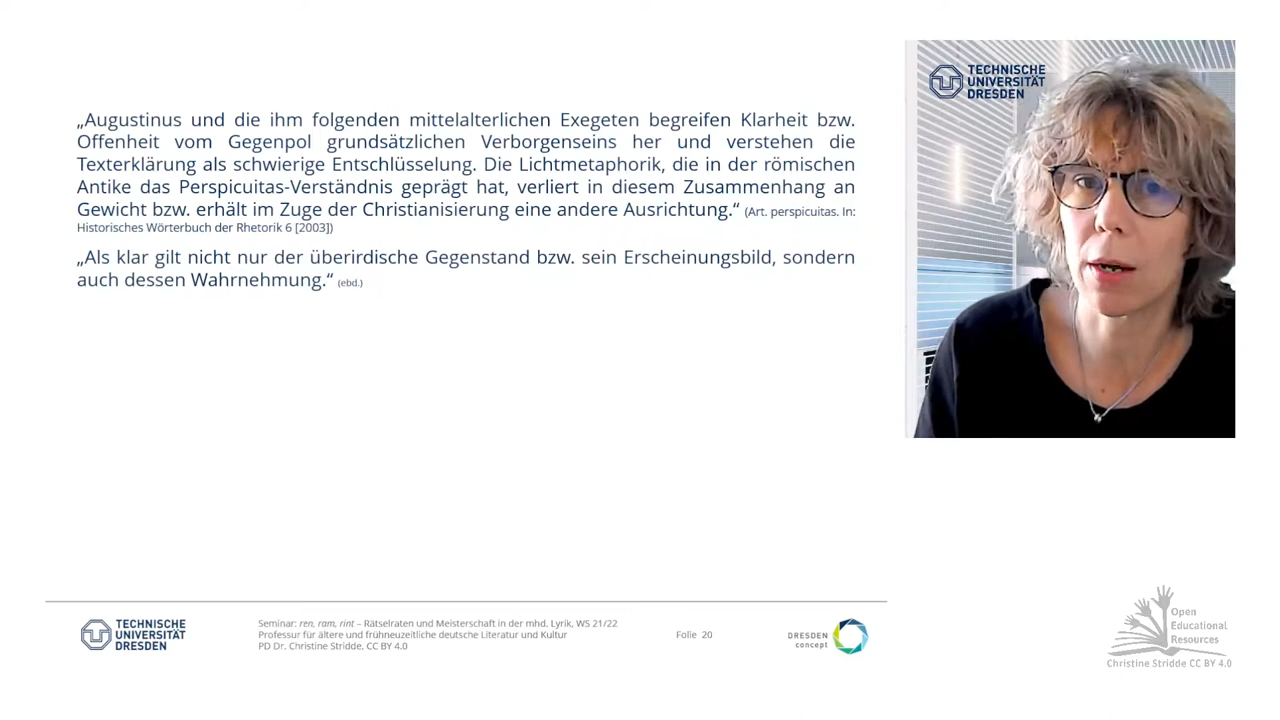 „Augustinus und die ihm folgenden mittelalterlichen Exegeten begreifen Klarheit bzw.
Offenheit vom Gegenpol grundsätzlichen Verborgenseins her und verstehen die
Texterklärung als schwierige Entschlüsselung. Die Lichtmetaphorik, die in der römischen
Antike das Perspicuitas-Verständnis geprägt hat, verliert in diesem Zusammenhang an
Gewicht bzw. erhält im Zuge der Christianisierung eine andere Ausrichtung.“ (Art. perspicuitas. In:
Historisches Wörterbuch der Rhetorik 6 [2003])
„Als klar gilt nicht nur der überirdische Gegenstand bzw. sein Erscheinungsbild, sondern
auch dessen Wahrnehmung.“ (ebd.)
TECHNISCHE
UNIVERSITÄT
DRESDEN
TECHNISCHE
UNIVERSITÄT
DRESDEN
Seminar: ren, ram, rint – Rätselraten und Meisterschaft in der mhd. Lyrik, WS 21/22
Professur für ältere und frühneuzeitliche deutsche Literatur und Kultur
PD Dr. Christine Stridde, CC BY 4.0
Folie 20
DRESDEN
concept
Open
Educational
Resources
Christine Stridde CC BY 4.0